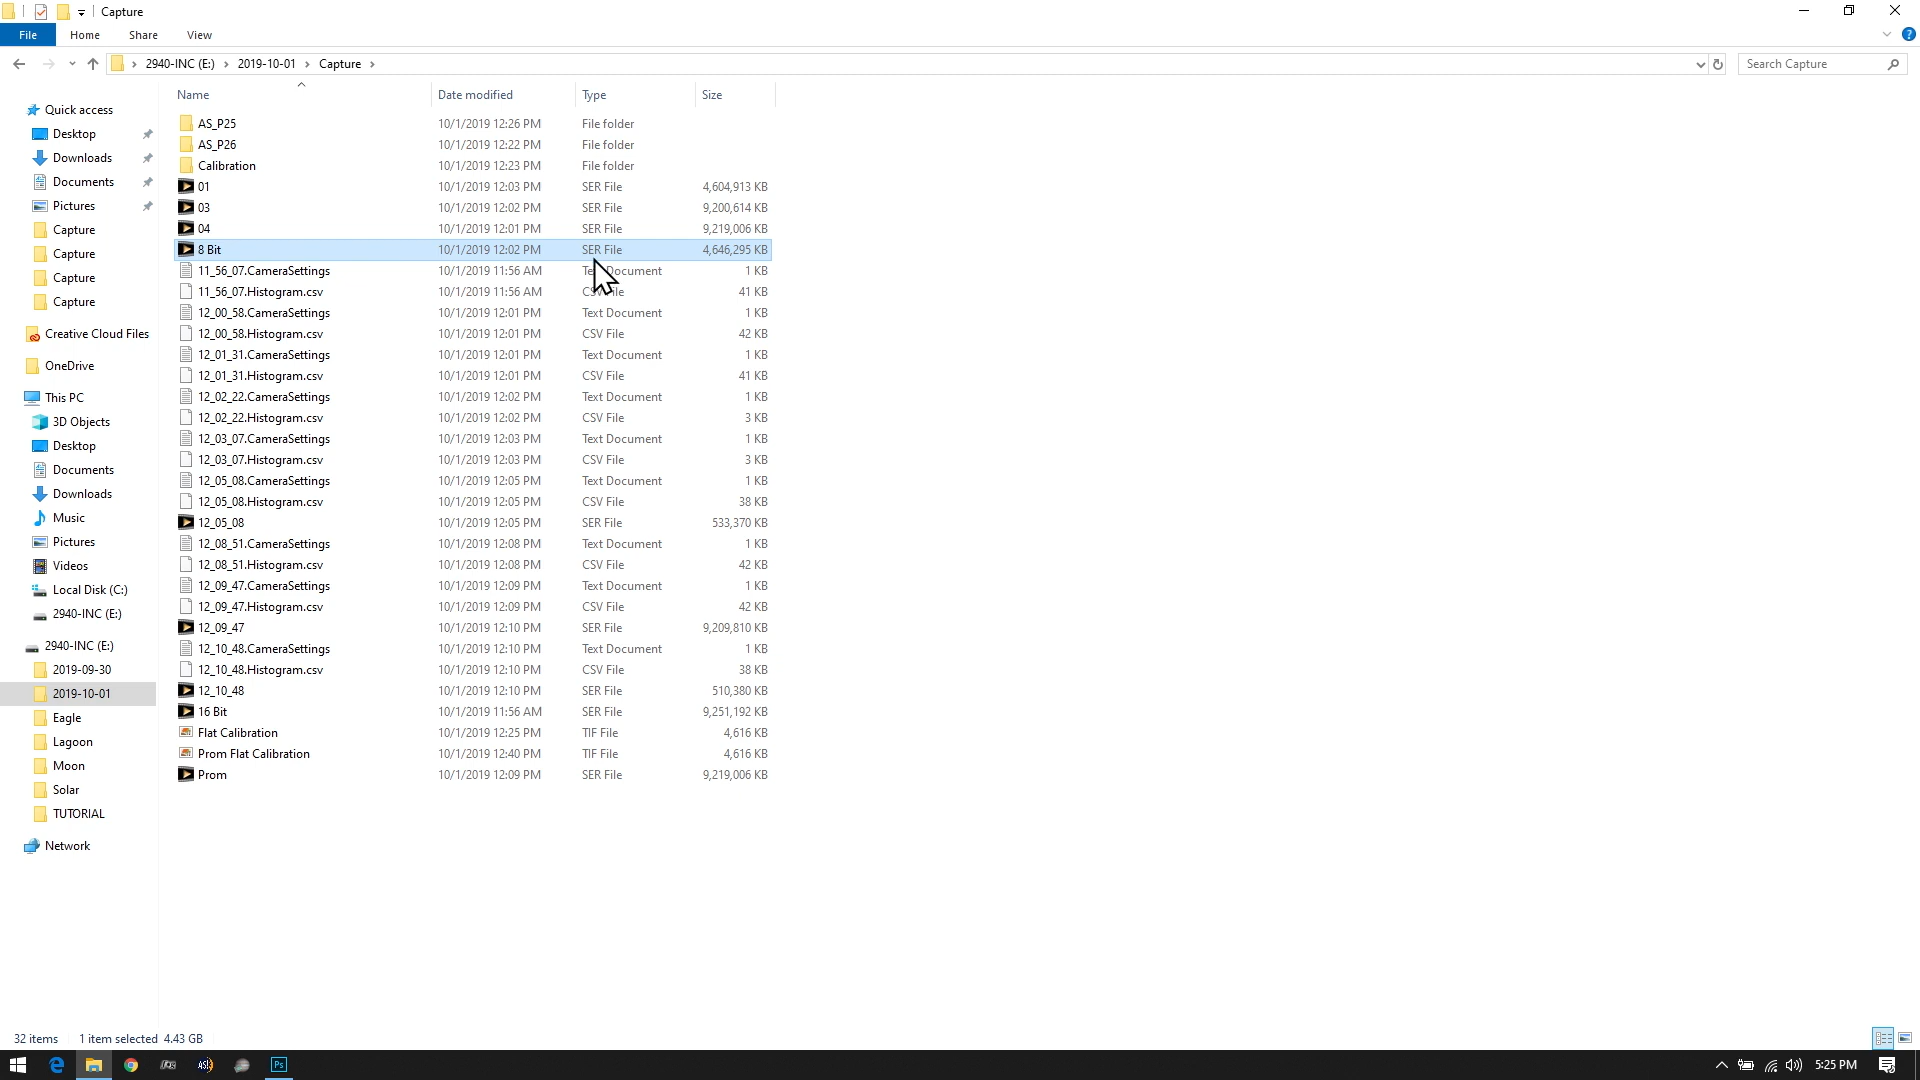 Capture
File Home Share View
2940-INC (E:) 2019-10-01 Capture Search Capture
Name Date modified Type Size
Quick access
Desktop
Downloads
Documents
Pictures
Capture
Capture
Capture
Capture
Creative Cloud Files
OneDrive
This PC
3D Objects
Desktop
Documents
Downloads
Music
Pictures
Videos
Local Disk (C:)
2940-INC (E:)
2940-INC (E:)
2019-09-30
2019-10-01
Eagle
Lagoon
Moon
Solar
TUTORIAL
Network
AS_P25 10/1/2019 12:26 PM File folder
AS_P26 10/1/2019 12:22 PM File folder
Calibration 10/1/2019 12:23 PM File folder
01 10/1/2019 12:03 PM SER File 4,604,913 KB
03 10/1/2019 12:02 PM SER File 9,200,614 KB
04 10/1/2019 12:01 PM SER File 9,219,006 KB
8 Bit 10/1/2019 12:02 PM SER File 4,646,295 KB
11_56_07.CameraSettings 10/1/2019 11:56 AM Text Document 1 KB
11_56_07.Histogram.csv 10/1/2019 11:56 AM CSV File 41 KB
12_00_58.CameraSettings 10/1/2019 12:01 PM Text Document 1 KB
12_00_58.Histogram.csv 10/1/2019 12:01 PM CSV File 42 KB
12_01_31.CameraSettings 10/1/2019 12:01 PM Text Document 1 KB
12_01_31.Histogram.csv 10/1/2019 12:01 PM CSV File 41 KB
12_02_22.CameraSettings 10/1/2019 12:02 PM Text Document 1 KB
12_02_22.Histogram.csv 10/1/2019 12:02 PM CSV File 3 KB
12_03_07.CameraSettings 10/1/2019 12:03 PM Text Document 1 KB
12_03_07.Histogram.csv 10/1/2019 12:03 PM CSV File 3 KB
12_05_08.CameraSettings 10/1/2019 12:05 PM Text Document 1 KB
12_05_08.Histogram.csv 10/1/2019 12:05 PM CSV File 38 KB
12_05_08 10/1/2019 12:05 PM SER File 533,370 KB
12_08_51.CameraSettings 10/1/2019 12:08 PM Text Document 1 KB
12_08_51.Histogram.csv 10/1/2019 12:08 PM CSV File 42 KB
12_09_47.CameraSettings 10/1/2019 12:09 PM Text Document 1 KB
12_09_47.Histogram.csv 10/1/2019 12:09 PM CSV File 42 KB
12_09_47 10/1/2019 12:10 PM SER File 9,209,810 KB
12_10_48.CameraSettings 10/1/2019 12:10 PM Text Document 1 KB
12_10_48.Histogram.csv 10/1/2019 12:10 PM CSV File 38 KB
12_10_48 10/1/2019 12:10 PM SER File 510,380 KB
16 Bit 10/1/2019 11:56 AM SER File 9,251,192 KB
Flat Calibration 10/1/2019 12:25 PM TIF File 4,616 KB
Prom Flat Calibration 10/1/2019 12:40 PM TIF File 4,616 KB
Prom 10/1/2019 12:09 PM SER File 9,219,006 KB
32 items 1 item selected 4.43 GB
Ps 5:25 PM